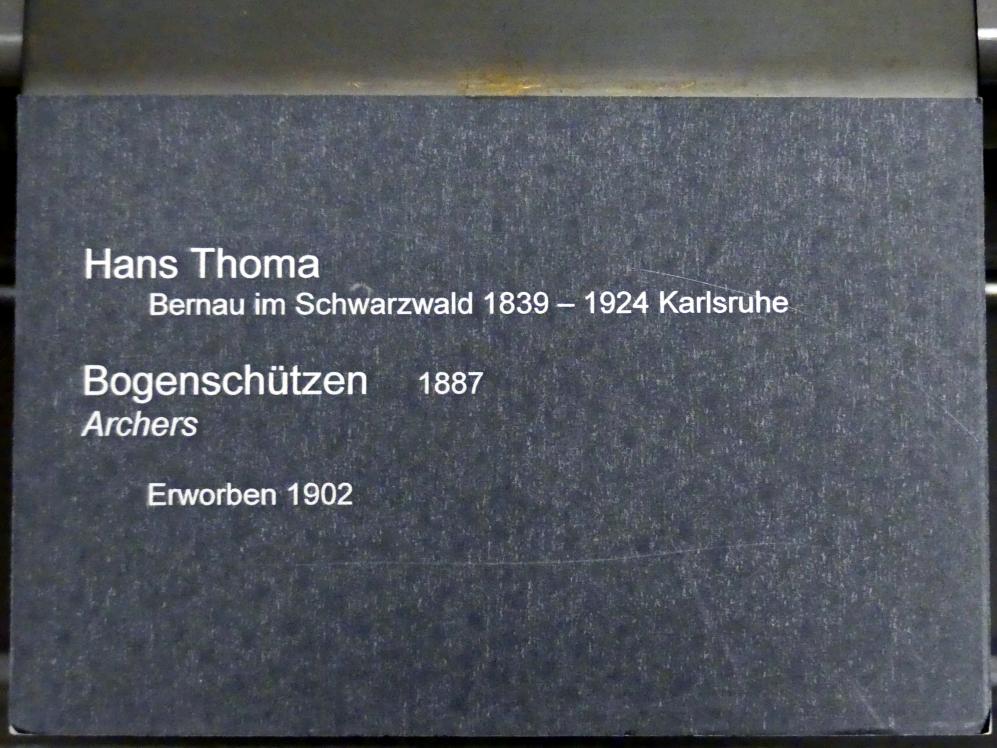 Hans Thoma
Bernau im Schwarzwald 1839 – 1924 Karlsruhe
Bogenschützen 1887
Archers
Erworben 1902